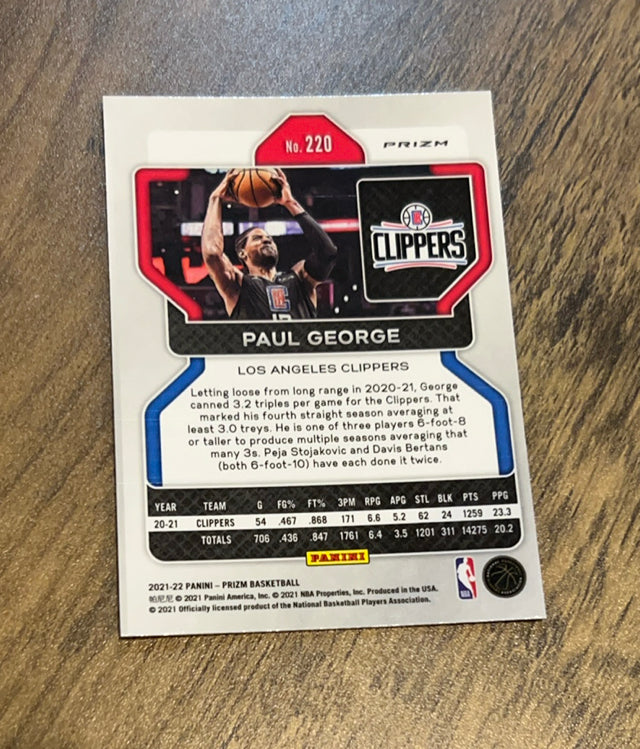 No. 220
PRIZM
CLIPPERS
PAUL GEORGE
LOS ANGELES CLIPPERS
Letting loose from long range in 2020-21, George
canned 3.2 triples per game for the Clippers. That
marked his fourth straight season averaging at
least 3.0 treys. He is one of three players 6-foot-8
or taller to produce multiple seasons averaging that
many 3s. Peja Stojakovic and Davis Bertans
(both 6-foot-10) have each done it twice.
YEAR TEAM G FG% FT% 3PM RPG APG STL BLK PTS PPG
20-21 CLIPPERS 54 .467 .868 171 6.6 5.2 62 24 1259 23.3
TOTALS 706 .436 .847 1761 6.4 3.5 1201 311 14275 20.2
PANINI
2021-22 PANINI – PRIZM BASKETBALL
帕尼尼 © 2021 Panini America, Inc. © 2021 NBA Properties, Inc. Produced in the USA.
© 2021 Officially licensed product of the National Basketball Players Association.
NBA